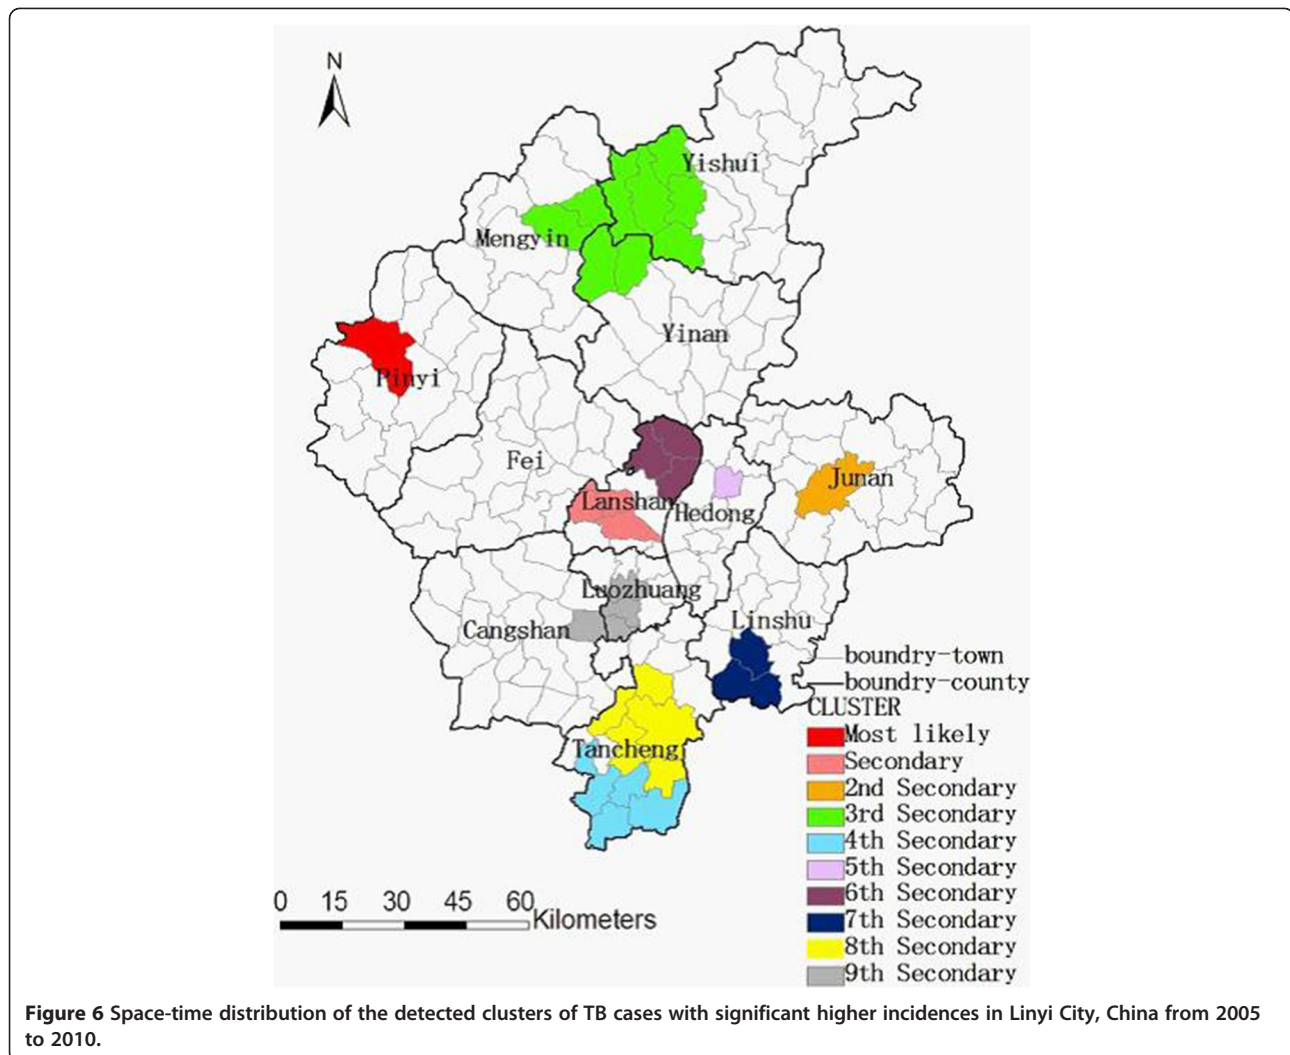 N
Yishui
Mengyin
Yinan
Pinyi
Fei
Junan
Lanshan
Hedong
Luozhuang
Linshu
Cangshan
boundry-town
boundry-county
CLUSTER
Tancheng
Most likely
Secondary
2nd Secondary
3rd Secondary
4th Secondary
5th Secondary
6th Secondary
7th Secondary
8th Secondary
9th Secondary
0 15 30 45 60
Kilometers
Figure 6 Space-time distribution of the detected clusters of TB cases with significant higher incidences in Linyi City, China from 2005
to 2010.